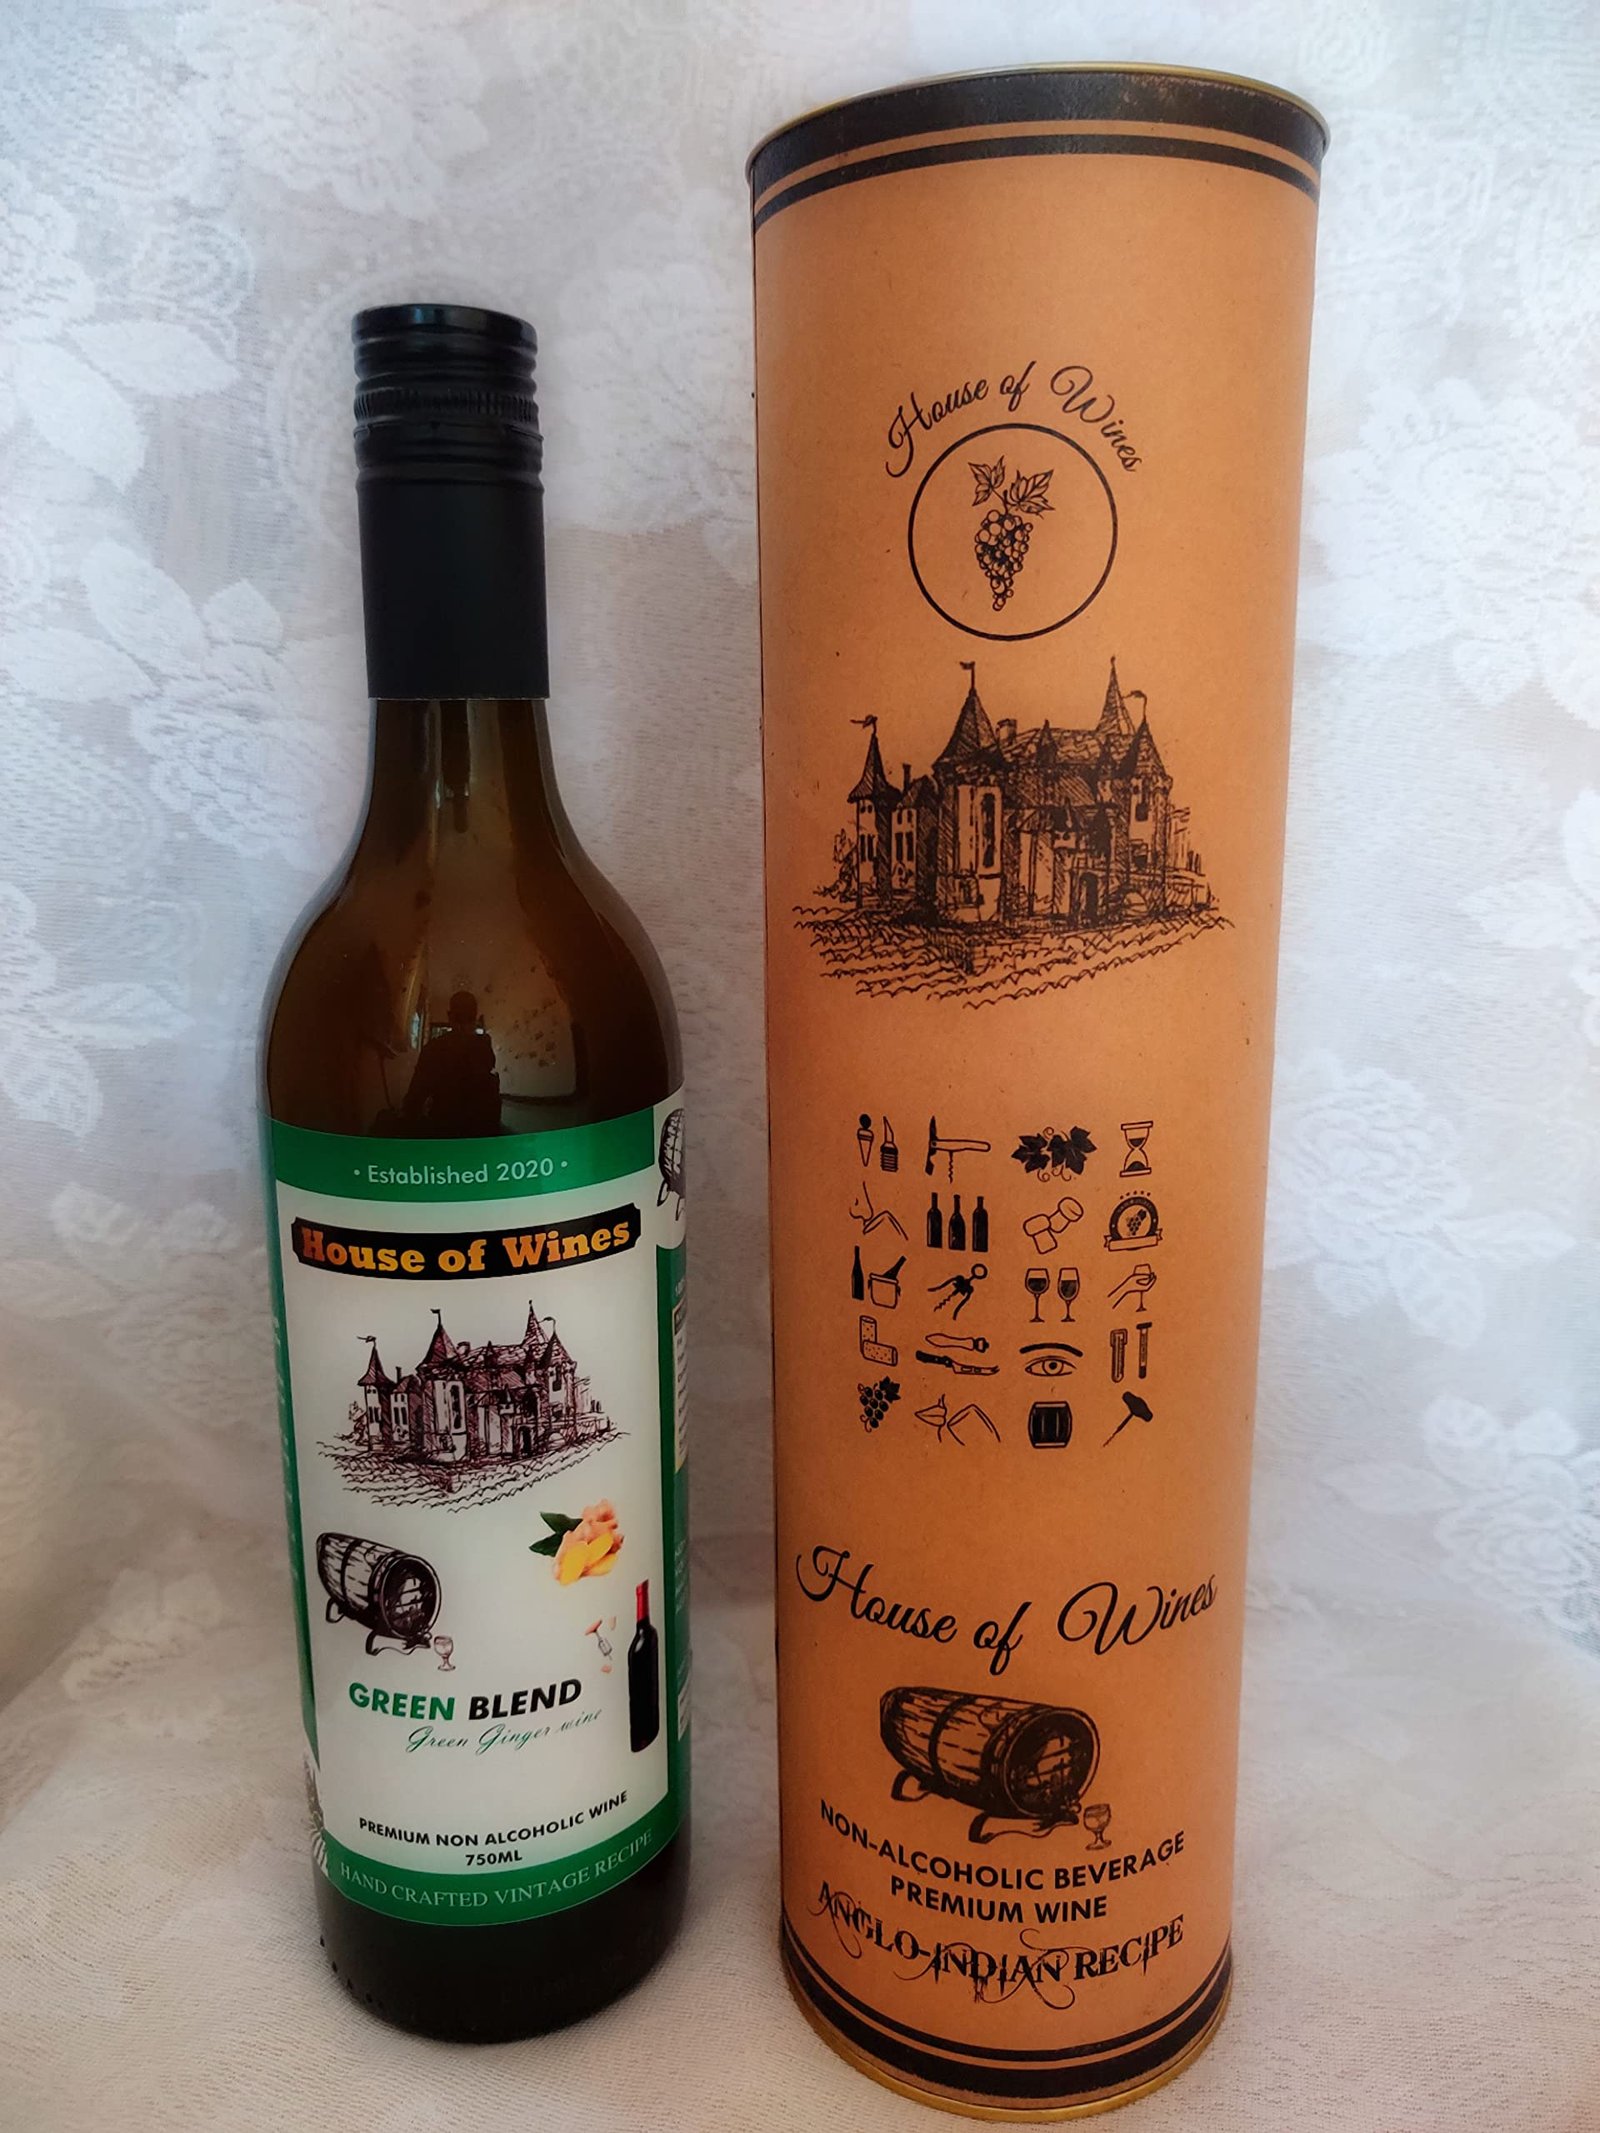 • Established 2020 •
House of Wines
GREEN BLEND
Green Ginger wine
PREMIUM NON ALCOHOLIC WINE
750ML
HAND CRAFTED VINTAGE RECIPE
House of Wines
House of Wines
NON-ALCOHOLIC BEVERAGE
PREMIUM WINE
ANGLO-INDIAN RECIPE